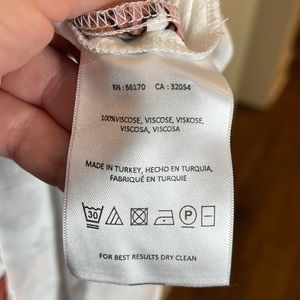 RN : 66170 CA : 32054
100%VISCOSE, VISCOSE, VISKOSE,
VISCOSA, VISCOSA
MADE IN TURKEY, HECHO EN TURQUIA,
FABRIQUÉ EN TURQUIE
30 P
FOR BEST RESULTS DRY CLEAN